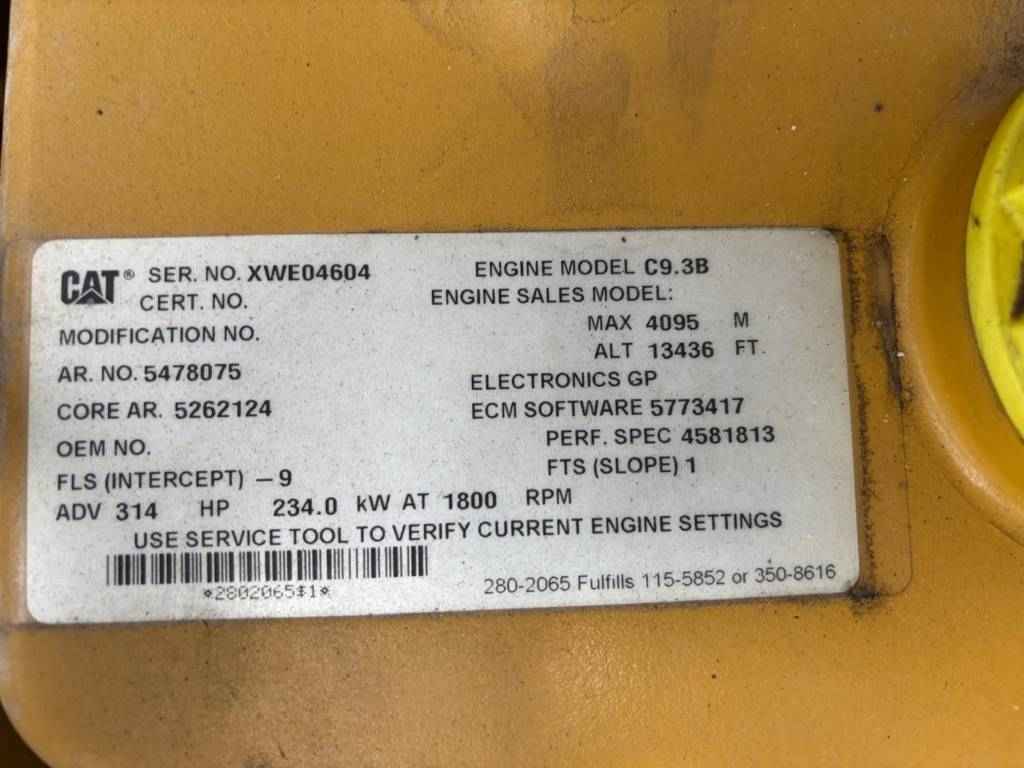 CAT® SER. NO. XWE04604 ENGINE MODEL C9.3B
CERT. NO. ENGINE SALES MODEL:
MODIFICATION NO. MAX 4095 M
ALT 13436 FT.
AR. NO. 5478075 ELECTRONICS GP
CORE AR. 5262124 ECM SOFTWARE 5773417
OEM NO. PERF. SPEC 4581813
FLS (INTERCEPT) –9 FTS (SLOPE) 1
ADV 314 HP 234.0 kW AT 1800 RPM
USE SERVICE TOOL TO VERIFY CURRENT ENGINE SETTINGS
*2802065$1*
280-2065 Fulfills 115-5852 or 350-8616